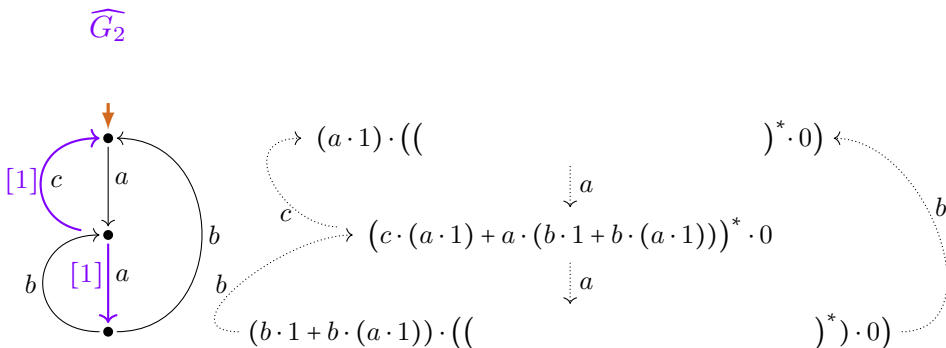 $\widehat{G_2}$
(a · 1) · (( )* · 0)
[1] c a b c a b
(c · (a · 1) + a · (b · 1 + b · (a · 1)))* · 0
b [1] a b a
(b · 1 + b · (a · 1)) · (( )*) · 0)